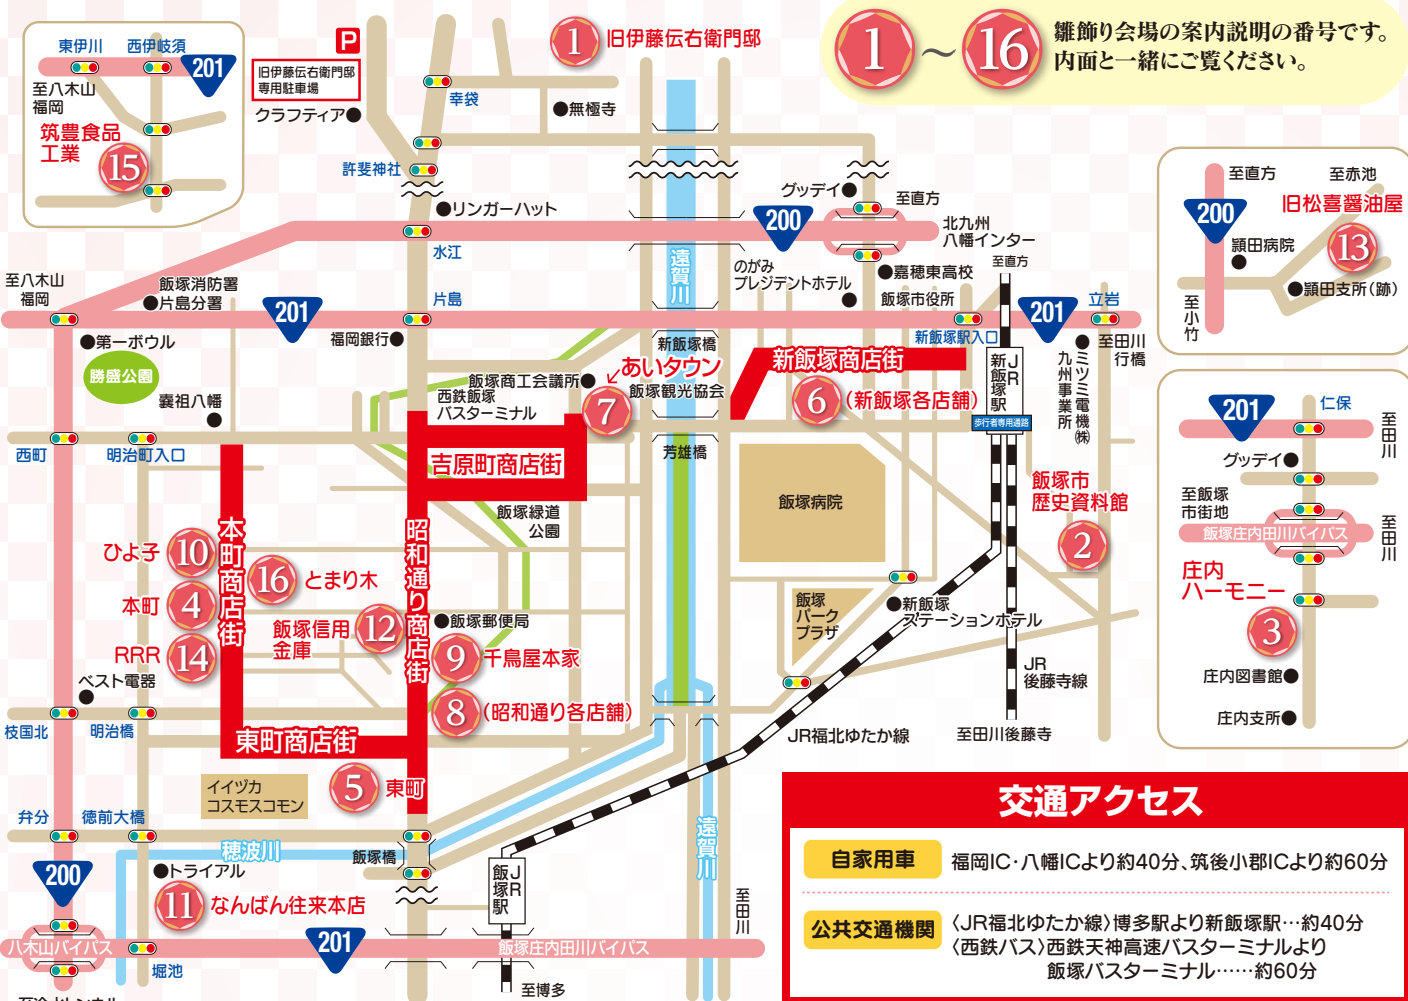 東伊川
西伊岐須
201
至八木山
福岡
筑豊食品
工業
15
P
旧伊藤伝右衛門邸
専用駐車場
クラフティア
1
旧伊藤伝右衛門邸
幸袋
無極寺
許斐神社
1～16
雛飾り会場の案内説明の番号です。
内面と一緒にご覧ください。
リンガーハット
水江
グッデイ
至直方
200
北九州
八幡インター
遠賀川
のがみ
プレジデントホテル
嘉穂東高校
至直方
飯塚市役所
至八木山
福岡
飯塚消防署
片島分署
201
片島
福岡銀行
新飯塚橋
新飯塚駅入口
201
立岩
至田川
行橋
ミツミ電機㈱
九州事業所
JR
新飯塚駅
歩行者専用通路
至直方
至赤池
200
旧松喜醤油屋
13
頴田病院
頴田支所(跡)
至小竹
第一ボウル
勝盛公園
曩祖八幡
飯塚商工会議所
西鉄飯塚
バスターミナル
あいタウン
7
飯塚観光協会
新飯塚商店街
6
(新飯塚各店舗)
西町
明治町入口
芳雄橋
吉原町商店街
飯塚緑道
公園
飯塚病院
飯塚市
歴史資料館
2
201
仁保
至田川
グッデイ
至飯塚
市街地
飯塚庄内田川バイパス
至田川
庄内
ハーモニー
3
庄内図書館
庄内支所
本町商店街
昭和通り商店街
ひよ子
10
16
とまり木
本町
4
飯塚信用
金庫
12
飯塚郵便局
RRR
14
9
千鳥屋本家
8
(昭和通り各店舗)
飯塚
パーク
プラザ
新飯塚
ステーションホテル
JR
後藤寺線
至田川後藤寺
JR福北ゆたか線
ベスト電器
枝国北
明治橋
東町商店街
5
東町
イイヅカ
コスモスコモン
弁分
徳前大橋
穂波川
飯塚橋
遠賀川
200
トライアル
11
なんばん往来本店
JR
飯塚駅
至田川
八木山バイパス
堀池
201
飯塚庄内田川バイパス
至博多
交通アクセス
自家用車
福岡IC・八幡ICより約40分、筑後小郡ICより約60分
公共交通機関
〈JR福北ゆたか線〉博多駅より新飯塚駅…約40分
〈西鉄バス〉西鉄天神高速バスターミナルより
飯塚バスターミナル……約60分